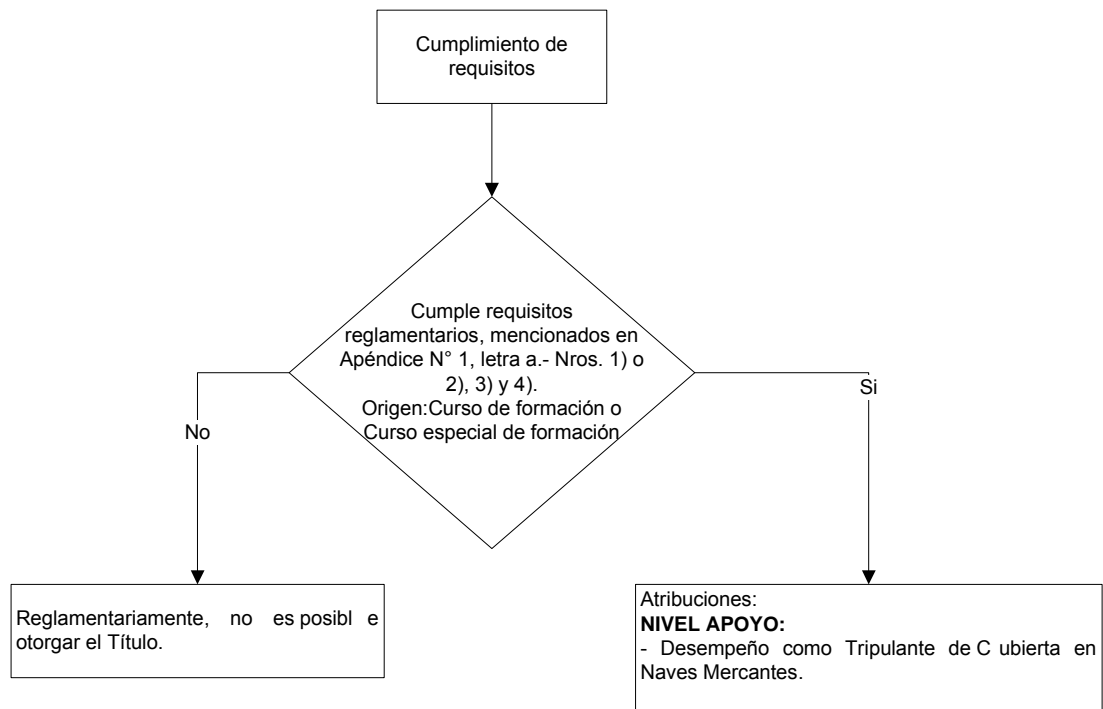 Cumplimiento de
requisitos
Cumple requisitos
reglamentarios, mencionados en
Apéndice N° 1, letra a.- Nros. 1) o
2), 3) y 4).
Origen:Curso de formación o
Curso especial de formación
No
Si
Reglamentariamente, no es posibl e
otorgar el Título.
Atribuciones:
NIVEL APOYO:
- Desempeño como Tripulante de C ubierta en
Naves Mercantes.